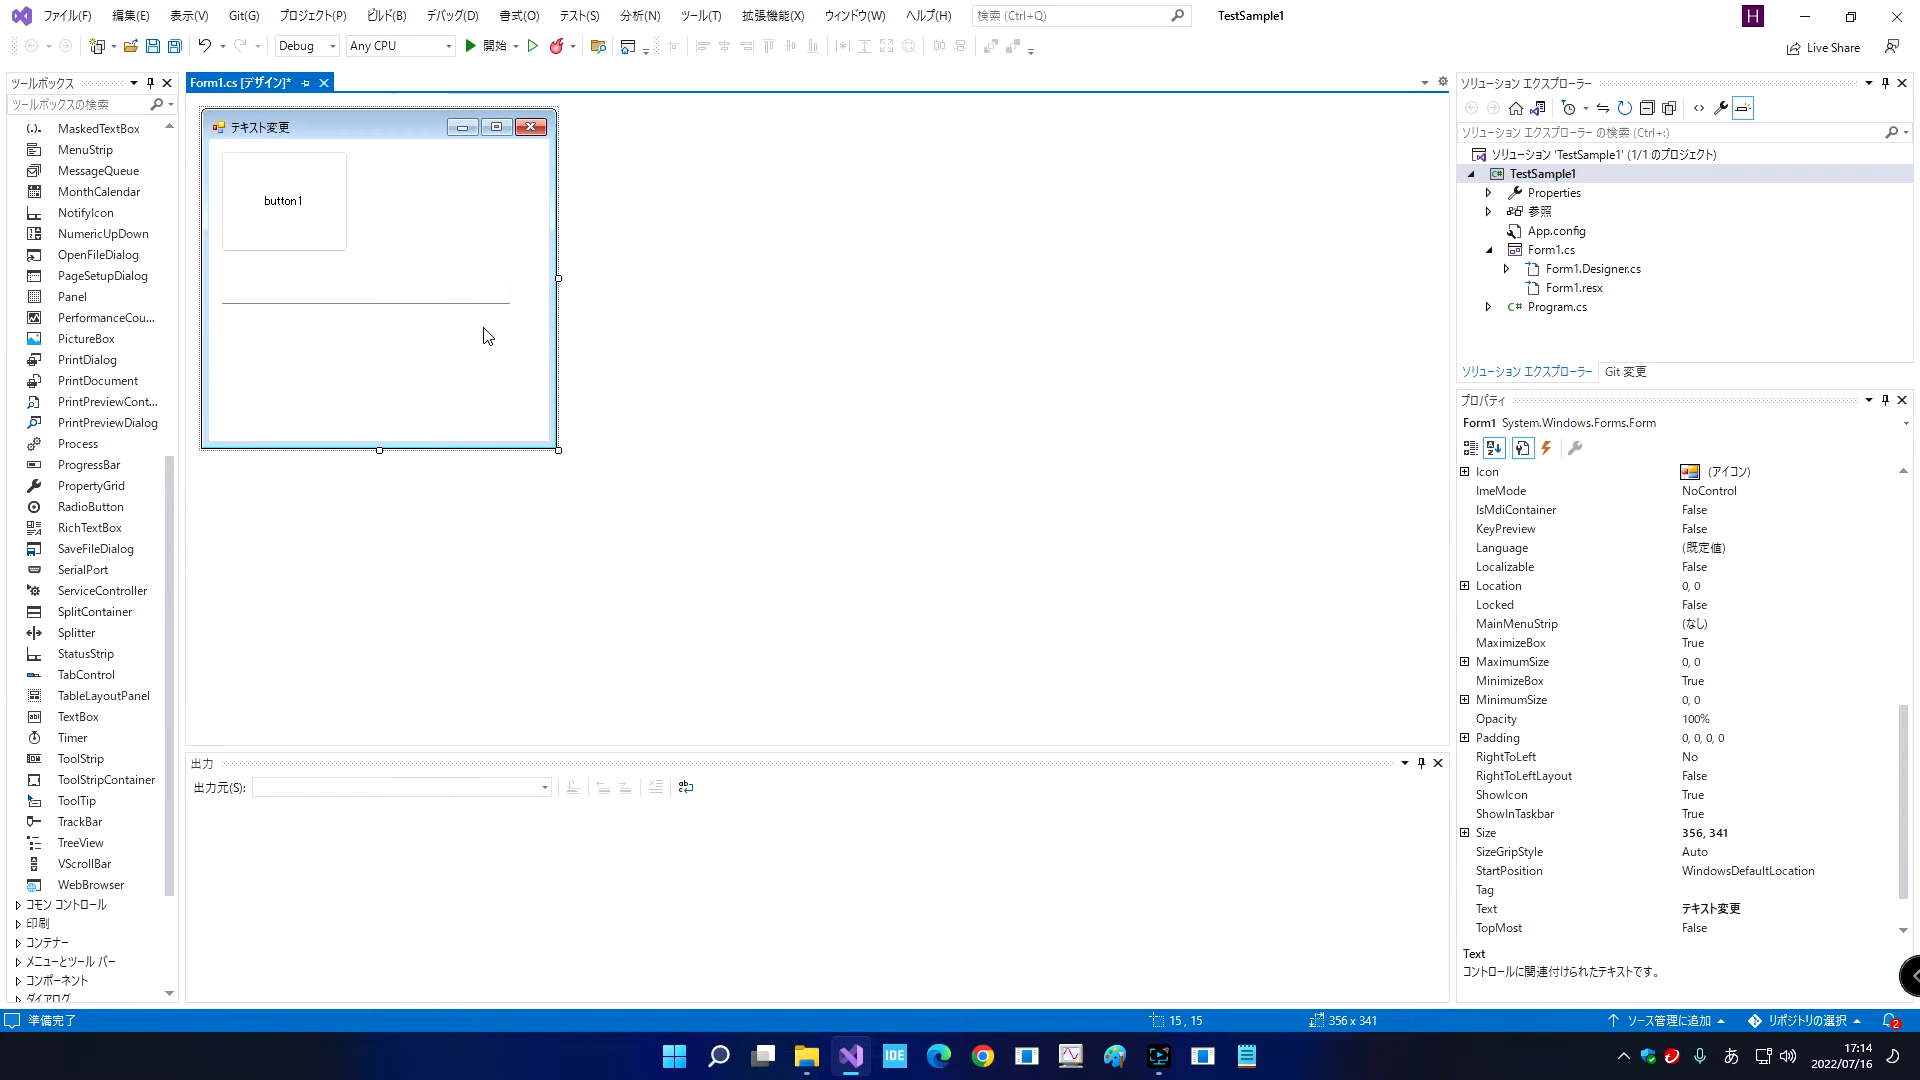 ファイル(F) 編集(E) 表示(V) Git(G) プロジェクト(P) ビルド(B) デバッグ(D) 書式(O) テスト(S) 分析(N) ツール(T) 拡張機能(X) ウィンドウ(W) ヘルプ(H) 検索 (Ctrl+Q) TestSample1 H
Debug Any CPU 開始 Live Share
ツールボックス
ツールボックスの検索
MaskedTextBox
MenuStrip
MessageQueue
MonthCalendar
NotifyIcon
NumericUpDown
OpenFileDialog
PageSetupDialog
Panel
PerformanceCou...
PictureBox
PrintDialog
PrintDocument
PrintPreviewCont...
PrintPreviewDialog
Process
ProgressBar
PropertyGrid
RadioButton
RichTextBox
SaveFileDialog
SerialPort
ServiceController
SplitContainer
Splitter
StatusStrip
TabControl
TableLayoutPanel
TextBox
Timer
ToolStrip
ToolStripContainer
ToolTip
TrackBar
TreeView
VScrollBar
WebBrowser
コモン コントロール
印刷
コンテナー
メニューとツール バー
コンポーネント
ダイアログ
Form1.cs [デザイン]*
テキスト変更
button1
出力
出力元(S):
ソリューション エクスプローラー
ソリューション エクスプローラー の検索 (Ctrl+:)
ソリューション 'TestSample1' (1/1 のプロジェクト)
TestSample1
Properties
参照
App.config
Form1.cs
Form1.Designer.cs
Form1.resx
C# Program.cs
ソリューション エクスプローラー Git 変更
プロパティ
Form1 System.Windows.Forms.Form
Icon (アイコン)
ImeMode NoControl
IsMdiContainer False
KeyPreview False
Language (既定値)
Localizable False
Location 0, 0
Locked False
MainMenuStrip (なし)
MaximizeBox True
MaximumSize 0, 0
MinimizeBox True
MinimumSize 0, 0
Opacity 100%
Padding 0, 0, 0, 0
RightToLeft No
RightToLeftLayout False
ShowIcon True
ShowInTaskbar True
Size 356, 341
SizeGripStyle Auto
StartPosition WindowsDefaultLocation
Tag
Text テキスト変更
TopMost False
Text
コントロールに関連付けられたテキストです。
準備完了 15 , 15 356 x 341 ソース管理に追加 リポジトリの選択 2
IDE あ 17:14
2022/07/16